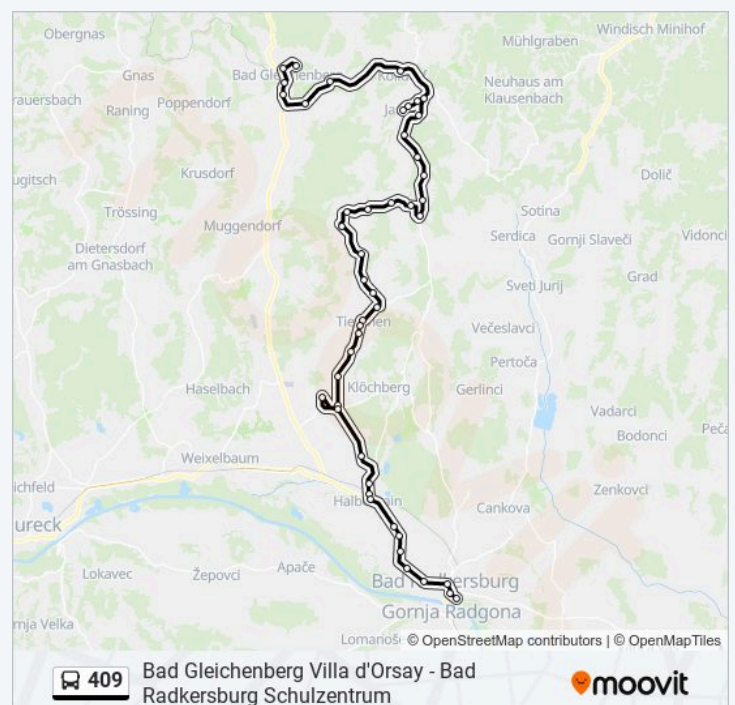 Obergnas
Windisch Minihof
Mühlgraben
Gnas
Bad Gleichenberg
Neuhaus am
Klausenbach
rauersbach
Raning
Poppendorf
Krusdorf
Dolič
ugitsch
Trössing
Sotina
Muggendorf
Serdica
Gornji Slaveči
Vidonci
Dietersdorf
am Gnasbach
Grad
Sveti Jurij
Večeslavci
Pertoča
Haselbach
Klöchberg
Gerlinci
Vadarci
Bodonci
Peča
Weixelbaum
ichfeld
Zenkovci
Cankova
ureck
Lokavec
Žepovci
Apače
Bad Radkersburg
Gornja Radgona
rnja Velka
Lomanoši
© OpenStreetMap contributors | © OpenMapTiles
409
Bad Gleichenberg Villa d'Orsay - Bad
Radkersburg Schulzentrum
moovit